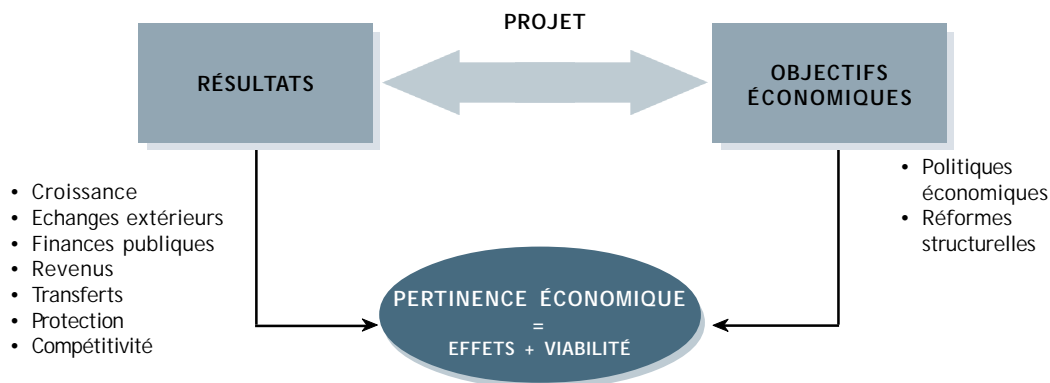 PROJET
RÉSULTATS
OBJECTIFS
ÉCONOMIQUES
• Croissance
• Echanges extérieurs
• Finances publiques
• Revenus
• Transferts
• Protection
• Compétitivité
• Politiques
économiques
• Réformes
structurelles
PERTINENCE ÉCONOMIQUE
=
EFFETS + VIABILITÉ